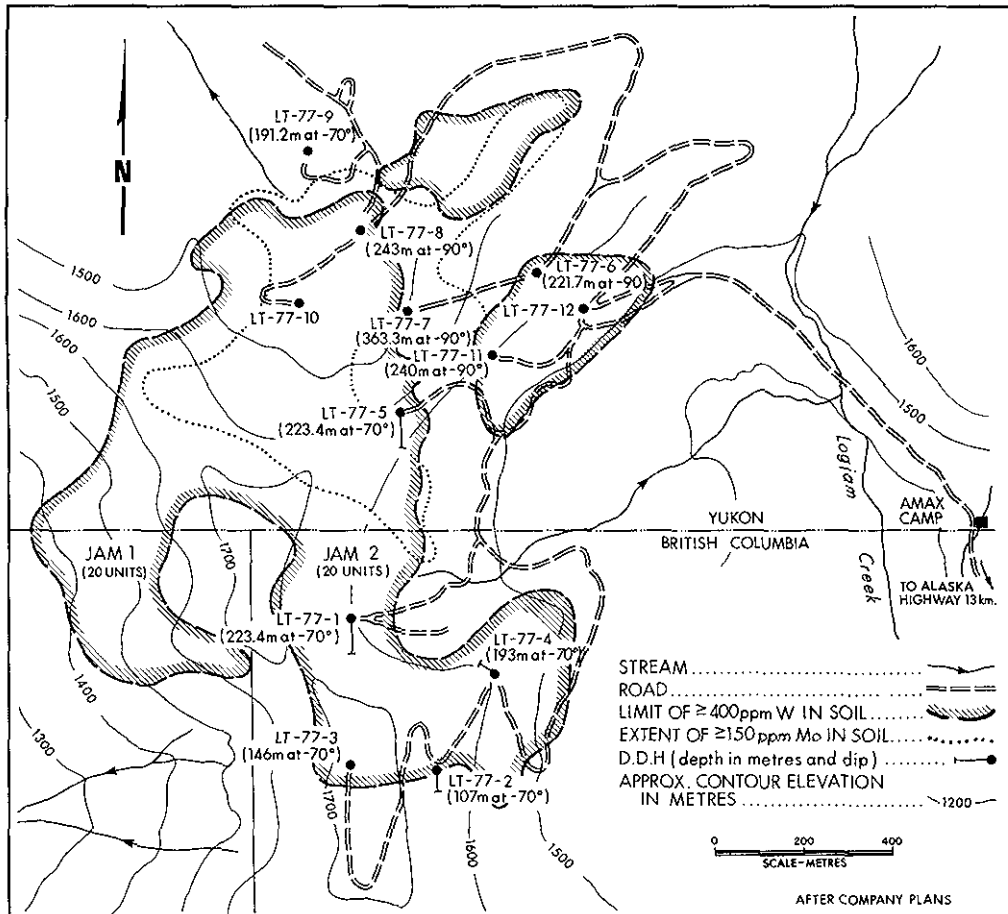 LT-77-9
(191.2m at -70°)
N
LT-77-8
(243m at -90°)
LT-77-6
(221.7m at -90)
1500
1600
1600
1500
LT-77-10
LT-77-7
(363.3m at -90°)
LT-77-12
LT-77-11
(240m at -90°)
LT-77-5
(223.4m at -70°)
1600
1500
Logjam
Creek
AMAX
CAMP
YUKON
BRITISH COLUMBIA
TO ALASKA
HIGHWAY 13 km.
JAM 1
(20 UNITS)
1700
JAM 2
(20 UNITS)
LT-77-1
(223.4m at -70°)
LT-77-4
(193m at -70°)
1400
1300
LT-77-3
(146m at -70°)
1700
LT-77-2
(107m at -70°)
1600
1500
STREAM
ROAD
LIMIT OF ≥400ppm W IN SOIL
EXTENT OF ≥150 ppm Mo IN SOIL
D.D.H (depth in metres and dip)
APPROX. CONTOUR ELEVATION
IN METRES
1200
0 200 400
SCALE-METRES
AFTER COMPANY PLANS